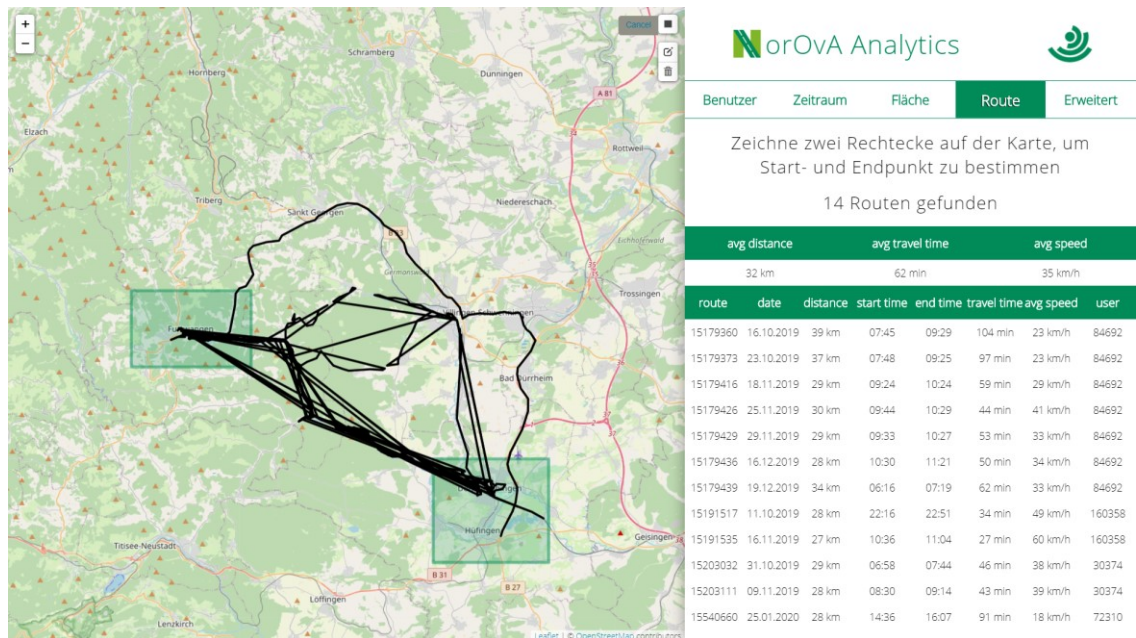 +
−
Cancel
Schramberg
Hornberg
Dunningen
A 81
Elzach
Rottweil
Triberg
Sankt Georgen
Niedereschach
B 33
Eichhoferwald
Germanswald
Trossingen
Bad Dürrheim
Hüfingen
Geisingen
Titisee-Neustadt
B 31
B 27
Löffingen
Lenzkirch
Leaflet | © OpenStreetMap contributors
NorOvA Analytics
Benutzer Zeitraum Fläche Route Erweitert
Zeichne zwei Rechtecke auf der Karte, um
Start- und Endpunkt zu bestimmen
14 Routen gefunden
avg distance avg travel time avg speed
32 km 62 min 35 km/h
route date distance start time end time travel time avg speed user
15179360 16.10.2019 39 km 07:45 09:29 104 min 23 km/h 84692
15179373 23.10.2019 37 km 07:48 09:25 97 min 23 km/h 84692
15179416 18.11.2019 29 km 09:24 10:24 59 min 29 km/h 84692
15179426 25.11.2019 30 km 09:44 10:29 44 min 41 km/h 84692
15179429 29.11.2019 29 km 09:33 10:27 53 min 33 km/h 84692
15179436 16.12.2019 28 km 10:30 11:21 50 min 34 km/h 84692
15179439 19.12.2019 34 km 06:16 07:19 62 min 33 km/h 84692
15191517 11.10.2019 28 km 22:16 22:51 34 min 49 km/h 160358
15191535 16.11.2019 27 km 10:36 11:04 27 min 60 km/h 160358
15203032 31.10.2019 29 km 06:58 07:44 46 min 38 km/h 30374
15203111 09.11.2019 28 km 08:30 09:14 43 min 39 km/h 30374
15540660 25.01.2020 28 km 14:36 16:07 91 min 18 km/h 72310